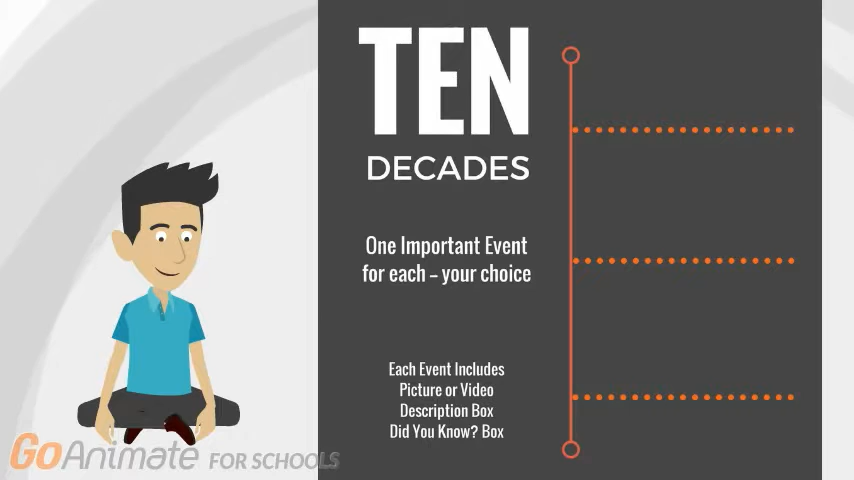 TEN
DECADES
One Important Event
for each – your choice
Each Event Includes
Picture or Video
Description Box
Did You Know? Box
GoAnimate FOR SCHOOLS